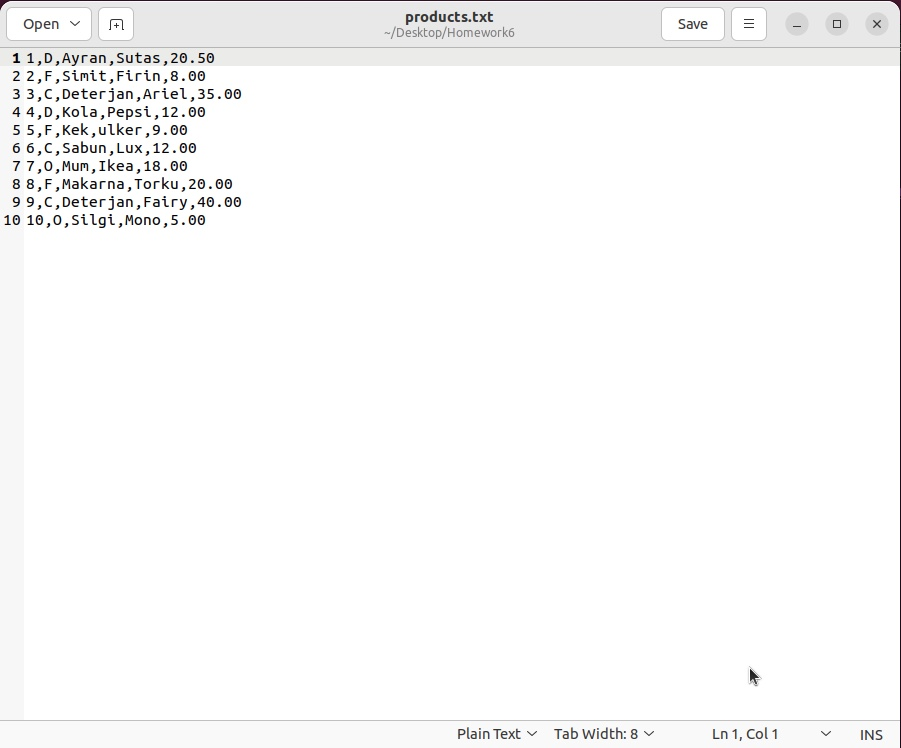 Open
products.txt
~/Desktop/Homework6
Save
1 1,D,Ayran,Sutas,20.50
2 2,F,Simit,Firin,8.00
3 3,C,Deterjan,Ariel,35.00
4 4,D,Kola,Pepsi,12.00
5 5,F,Kek,ulker,9.00
6 6,C,Sabun,Lux,12.00
7 7,O,Mum,Ikea,18.00
8 8,F,Makarna,Torku,20.00
9 9,C,Deterjan,Fairy,40.00
10 10,O,Silgi,Mono,5.00
Plain Text Tab Width: 8 Ln 1, Col 1 INS